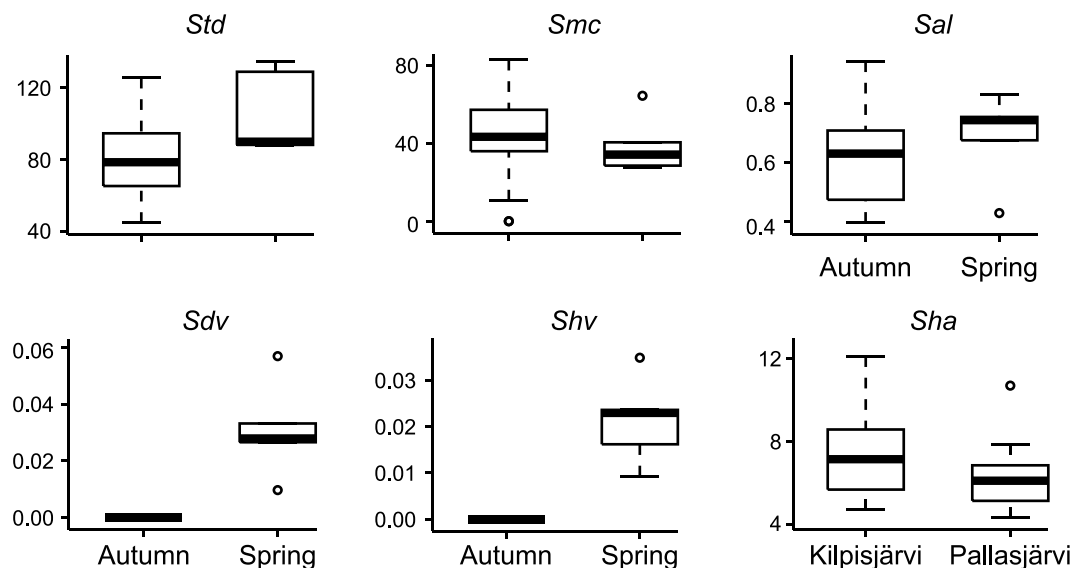 Std
Smc
Sal
120
80
40
80
40
0
0.8
0.6
0.4
Autumn
Spring
Sdv
Shv
Sha
0.06
0.04
0.02
0.00
0.03
0.02
0.01
0.00
12
8
4
Autumn
Spring
Autumn
Spring
Kilpisjärvi
Pallasjärvi